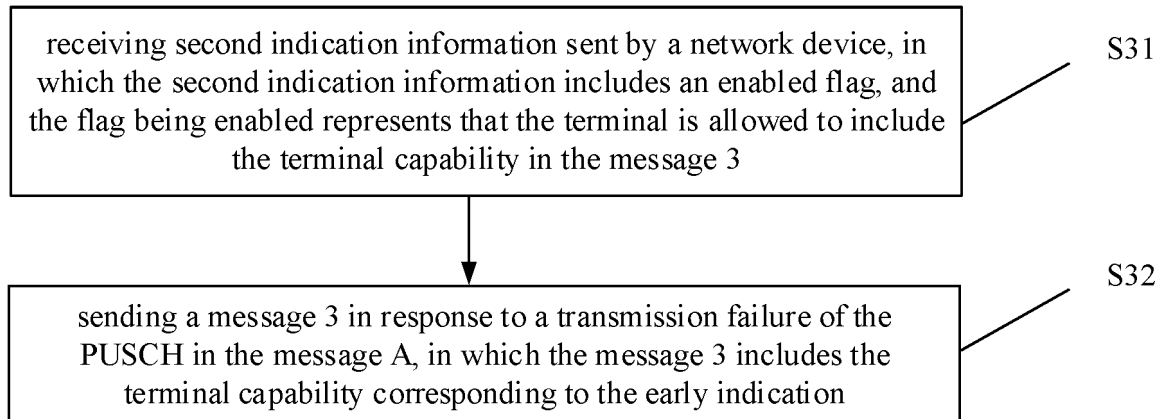 receiving second indication information sent by a network device, in
which the second indication information includes an enabled flag, and
the flag being enabled represents that the terminal is allowed to include
the terminal capability in the message 3
S31
sending a message 3 in response to a transmission failure of the
PUSCH in the message A, in which the message 3 includes the
terminal capability corresponding to the early indication
S32